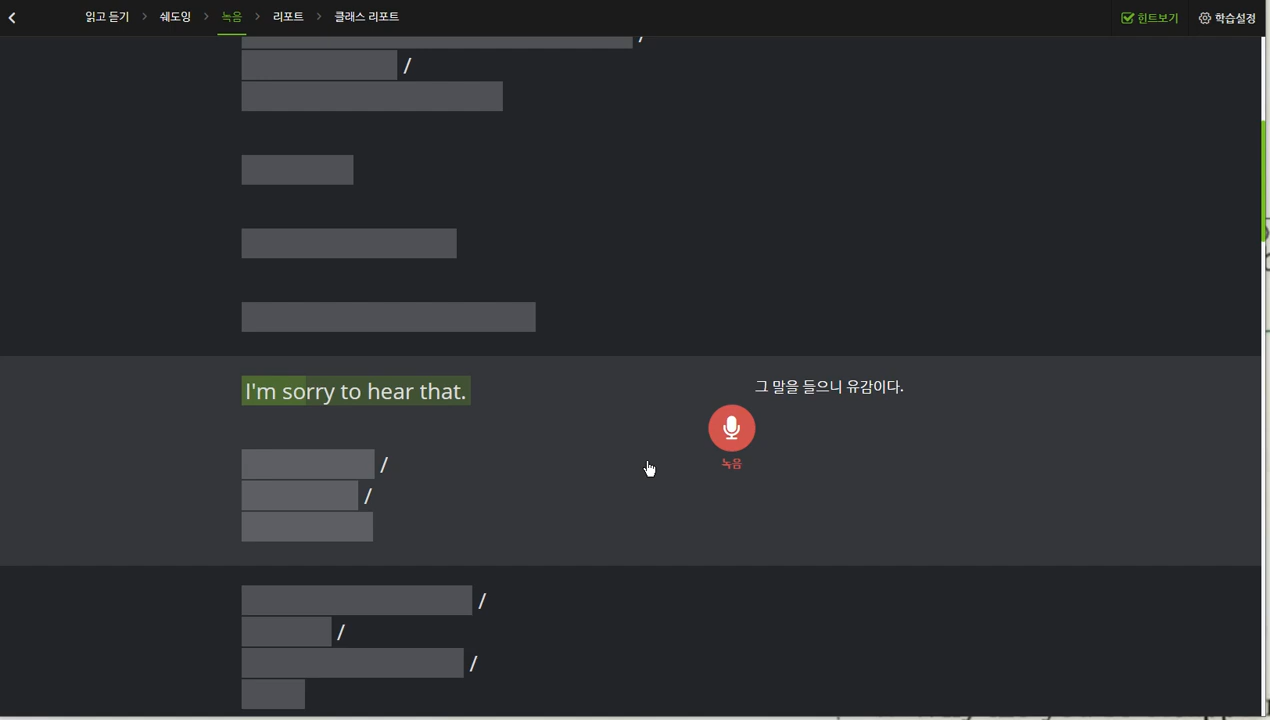 읽고 듣기 > 쉐도잉 > 녹음 > 리포트 > 클래스 리포트 힌트보기 학습설정
/
/
I'm sorry to hear that.
그 말을 들으니 유감이다.
녹음
/
/
/
/
/